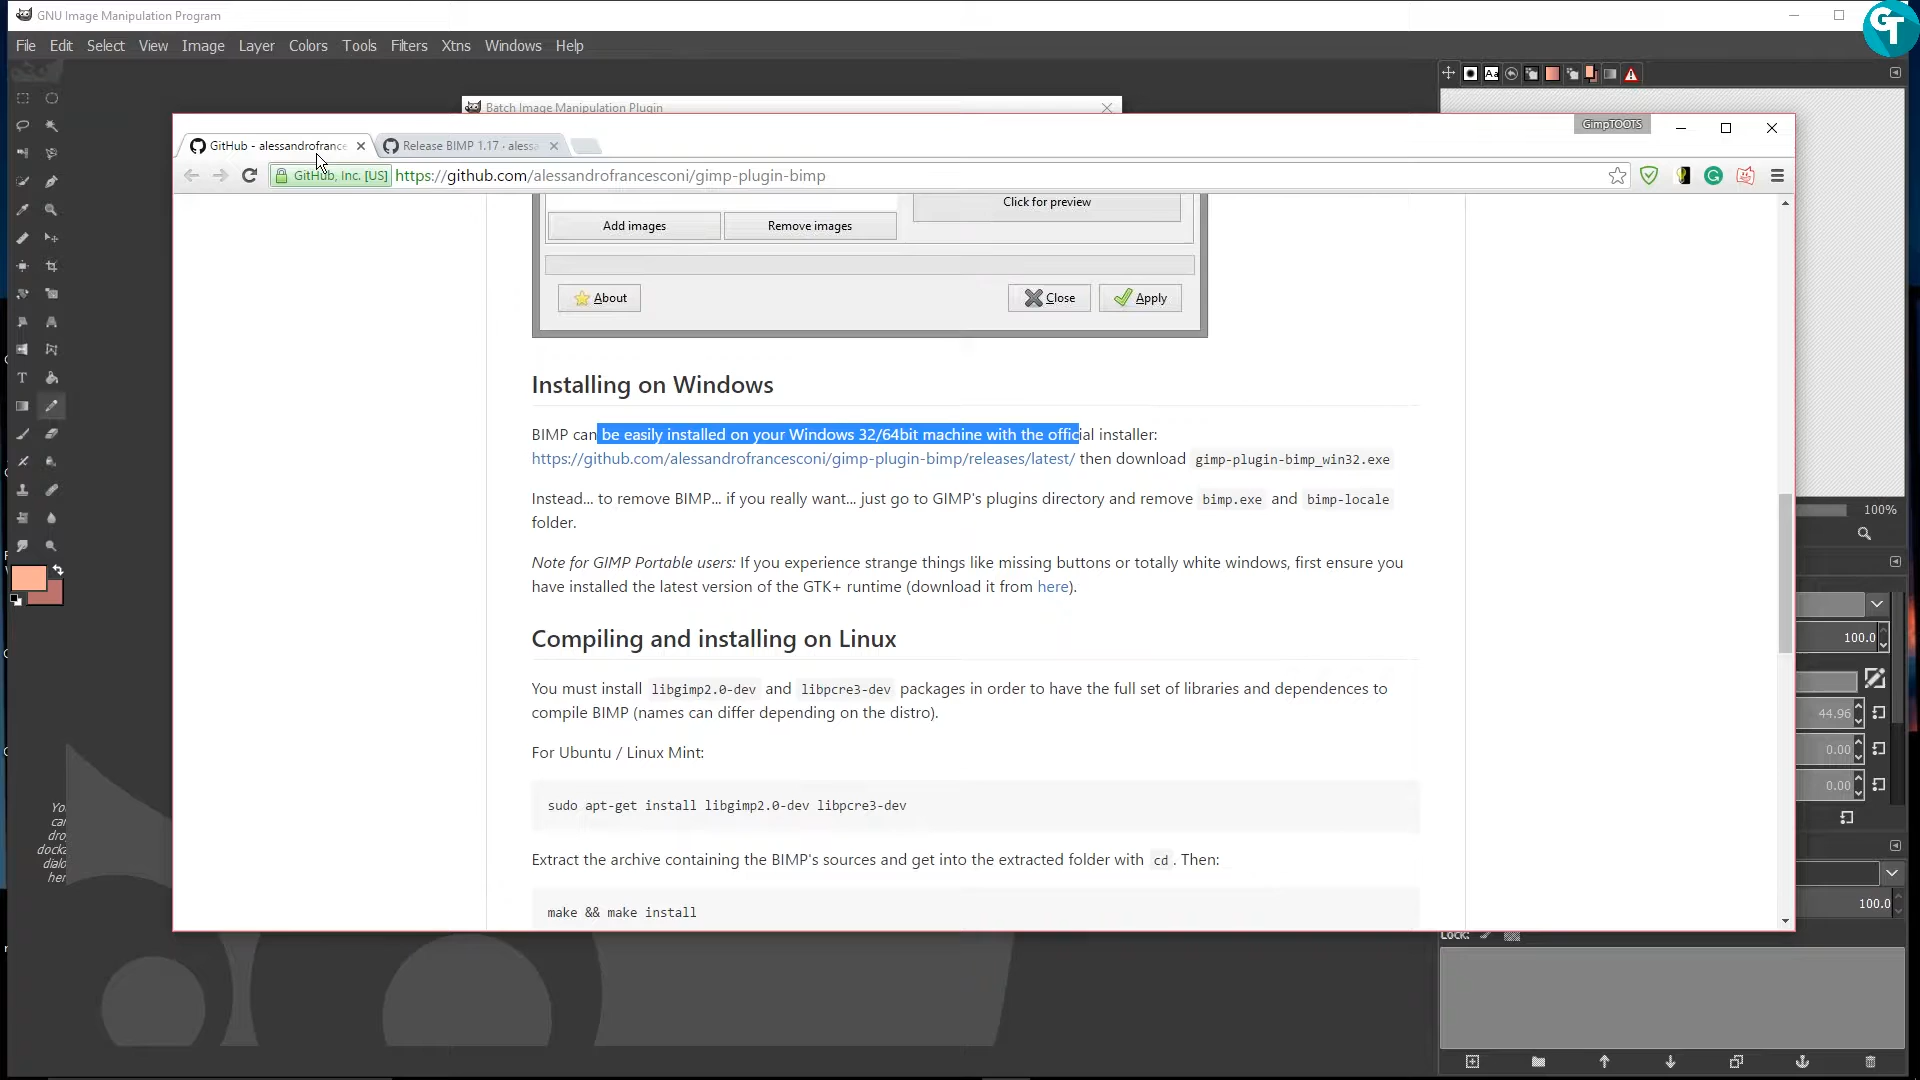 GNU Image Manipulation Program
File Edit Select View Image Layer Colors Tools Filters Xtns Windows Help
GT
Batch Image Manipulation Plugin
GimpTOOTS
GitHub - alessandrofrance
Release BIMP 1.17 · alessa
GitHub, Inc. [US]
https://github.com/alessandrofrancesconi/gimp-plugin-bimp
Click for preview
Add images
Remove images
About
Close
Apply
Installing on Windows
BIMP can be easily installed on your Windows 32/64bit machine with the official installer:
https://github.com/alessandrofrancesconi/gimp-plugin-bimp/releases/latest/ then download gimp-plugin-bimp_win32.exe
Instead... to remove BIMP... if you really want... just go to GIMP's plugins directory and remove bimp.exe and bimp-locale
folder.
Note for GIMP Portable users: If you experience strange things like missing buttons or totally white windows, first ensure you
have installed the latest version of the GTK+ runtime (download it from here).
Compiling and installing on Linux
You must install libgimp2.0-dev and libpcre3-dev packages in order to have the full set of libraries and dependences to
compile BIMP (names can differ depending on the distro).
For Ubuntu / Linux Mint:
sudo apt-get install libgimp2.0-dev libpcre3-dev
Extract the archive containing the BIMP's sources and get into the extracted folder with cd . Then:
make && make install
Aa
100%
100.0
44.96
0.00
0.00
100.0
Lock:
Yo
can
dro
docka
dialo
her